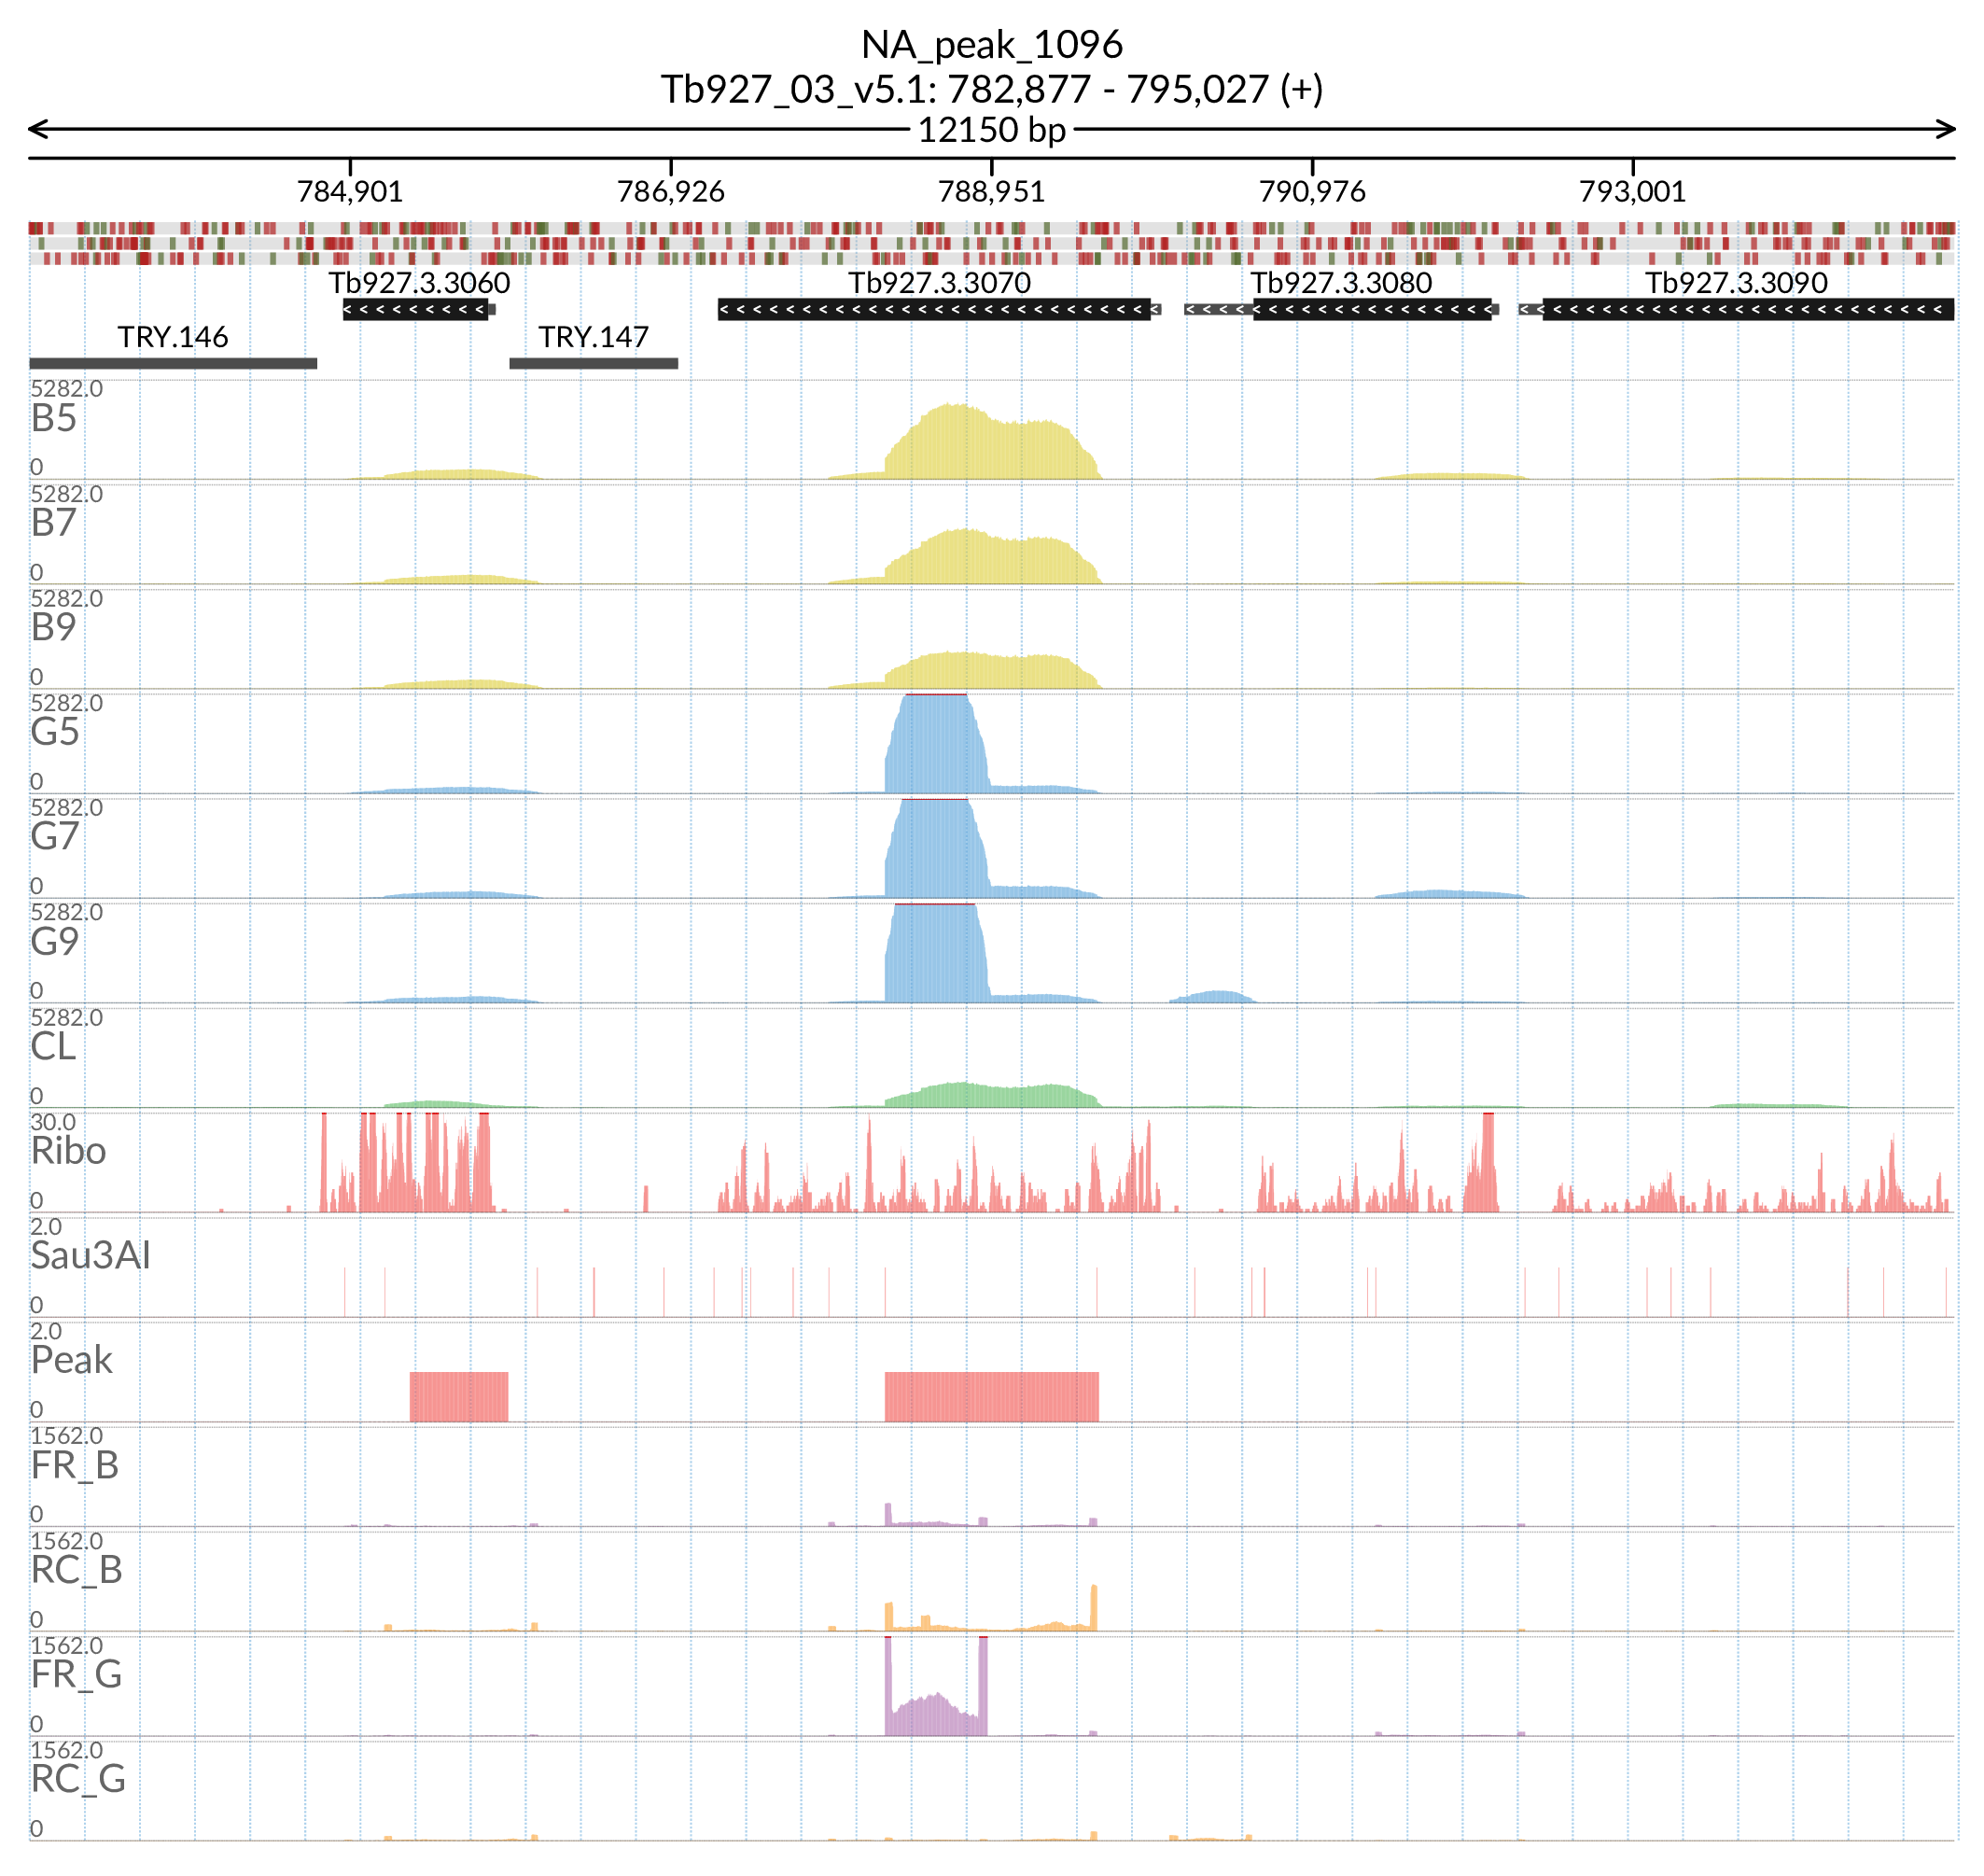 NA_peak_1096
Tb927_03_v5.1: 782,877 - 795,027 (+)
12150 bp
784,901 786,926 788,951 790,976 793,001
Tb927.3.3060 Tb927.3.3070 Tb927.3.3080 Tb927.3.3090
TRY.146 TRY.147
5282.0
B5
0
5282.0
B7
0
5282.0
B9
0
5282.0
G5
0
5282.0
G7
0
5282.0
G9
0
5282.0
CL
0
30.0
Ribo
0
2.0
Sau3AI
0
2.0
Peak
0
1562.0
FR_B
0
1562.0
RC_B
0
1562.0
FR_G
0
1562.0
RC_G
0